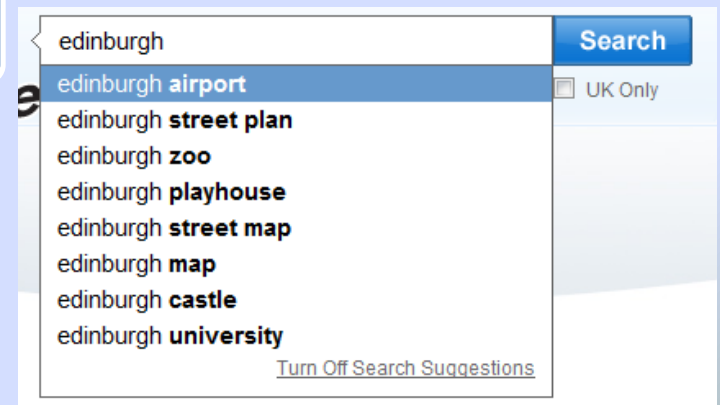 edinburgh
Search
edinburgh airport
UK Only
edinburgh street plan
edinburgh zoo
edinburgh playhouse
edinburgh street map
edinburgh map
edinburgh castle
edinburgh university
Turn Off Search Suggestions